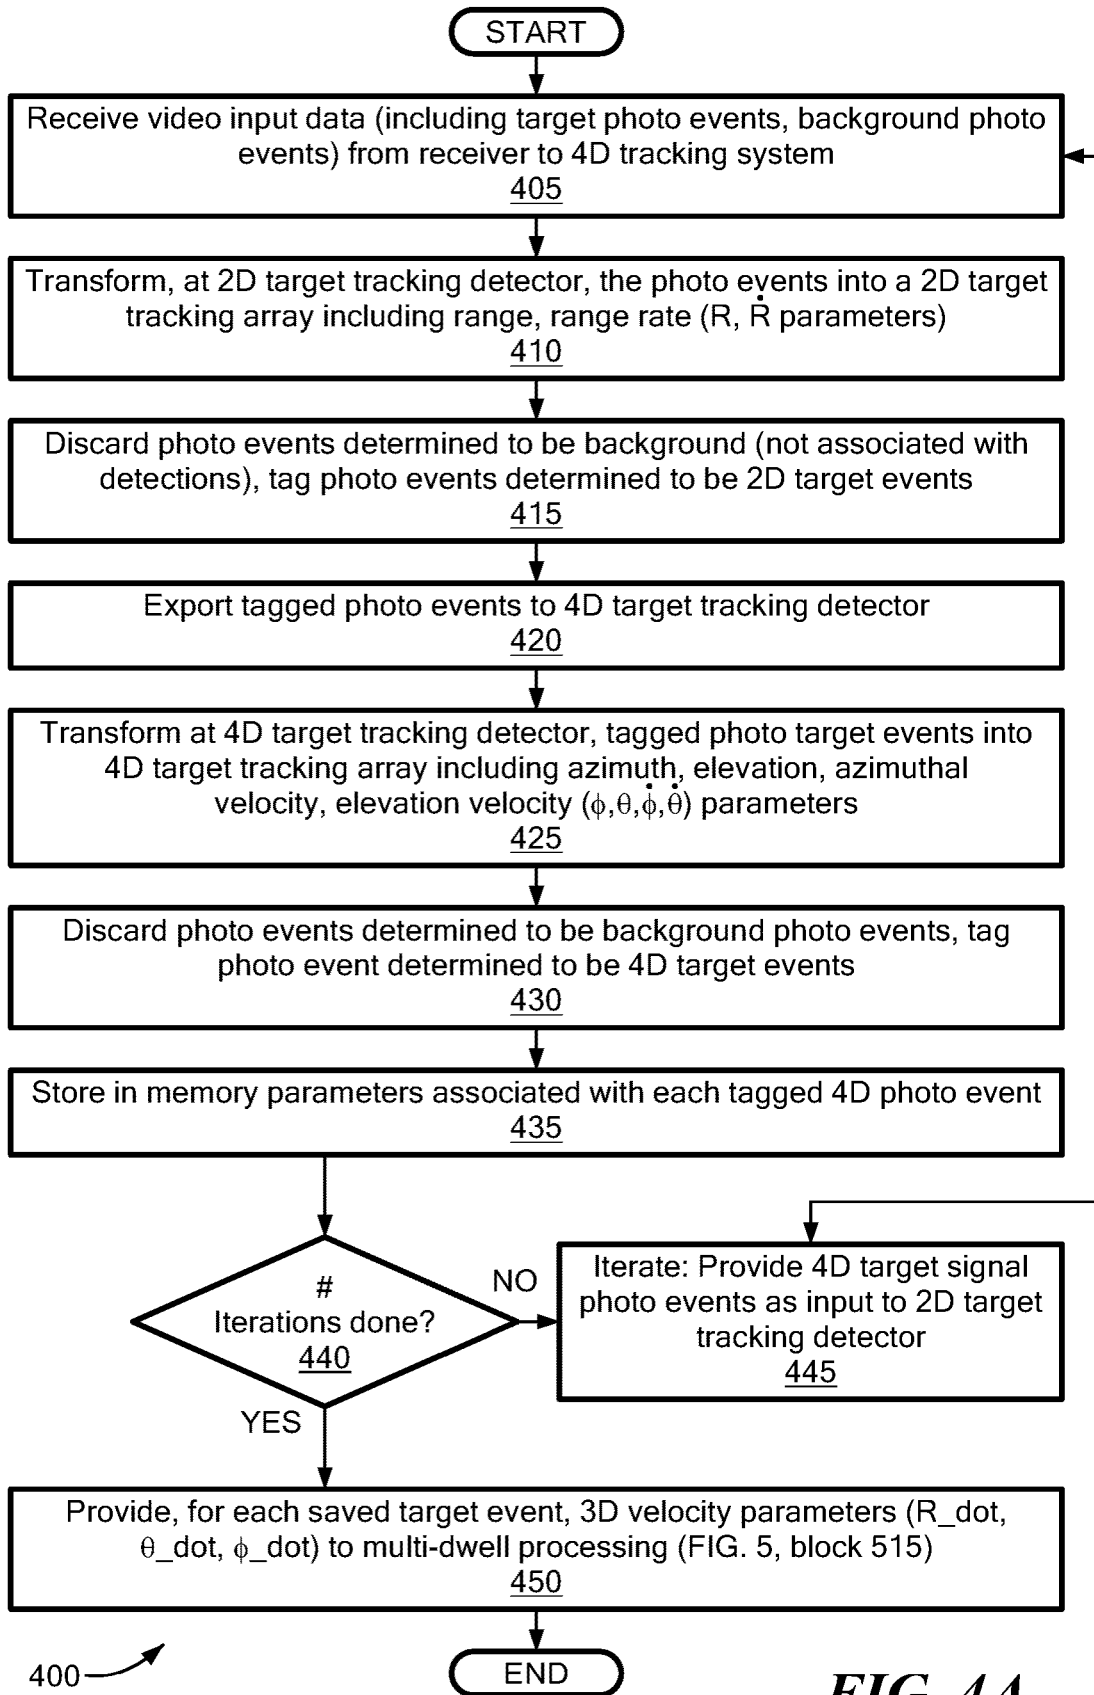 START
Receive video input data (including target photo events, background photo
events) from receiver to 4D tracking system
405
Transform, at 2D target tracking detector, the photo events into a 2D target
tracking array including range, range rate (R, Ṙ parameters)
410
Discard photo events determined to be background (not associated with
detections), tag photo events determined to be 2D target events
415
Export tagged photo events to 4D target tracking detector
420
Transform at 4D target tracking detector, tagged photo target events into
4D target tracking array including azimuth, elevation, azimuthal
velocity, elevation velocity (ϕ,θ,ϕ̇,θ̇) parameters
425
Discard photo events determined to be background photo events, tag
photo event determined to be 4D target events
430
Store in memory parameters associated with each tagged 4D photo event
435
#
Iterations done?
440
NO
Iterate: Provide 4D target signal
photo events as input to 2D target
tracking detector
445
YES
Provide, for each saved target event, 3D velocity parameters (R_dot,
θ_dot, ϕ_dot) to multi-dwell processing (FIG. 5, block 515)
450
400
END
FIG. 4A